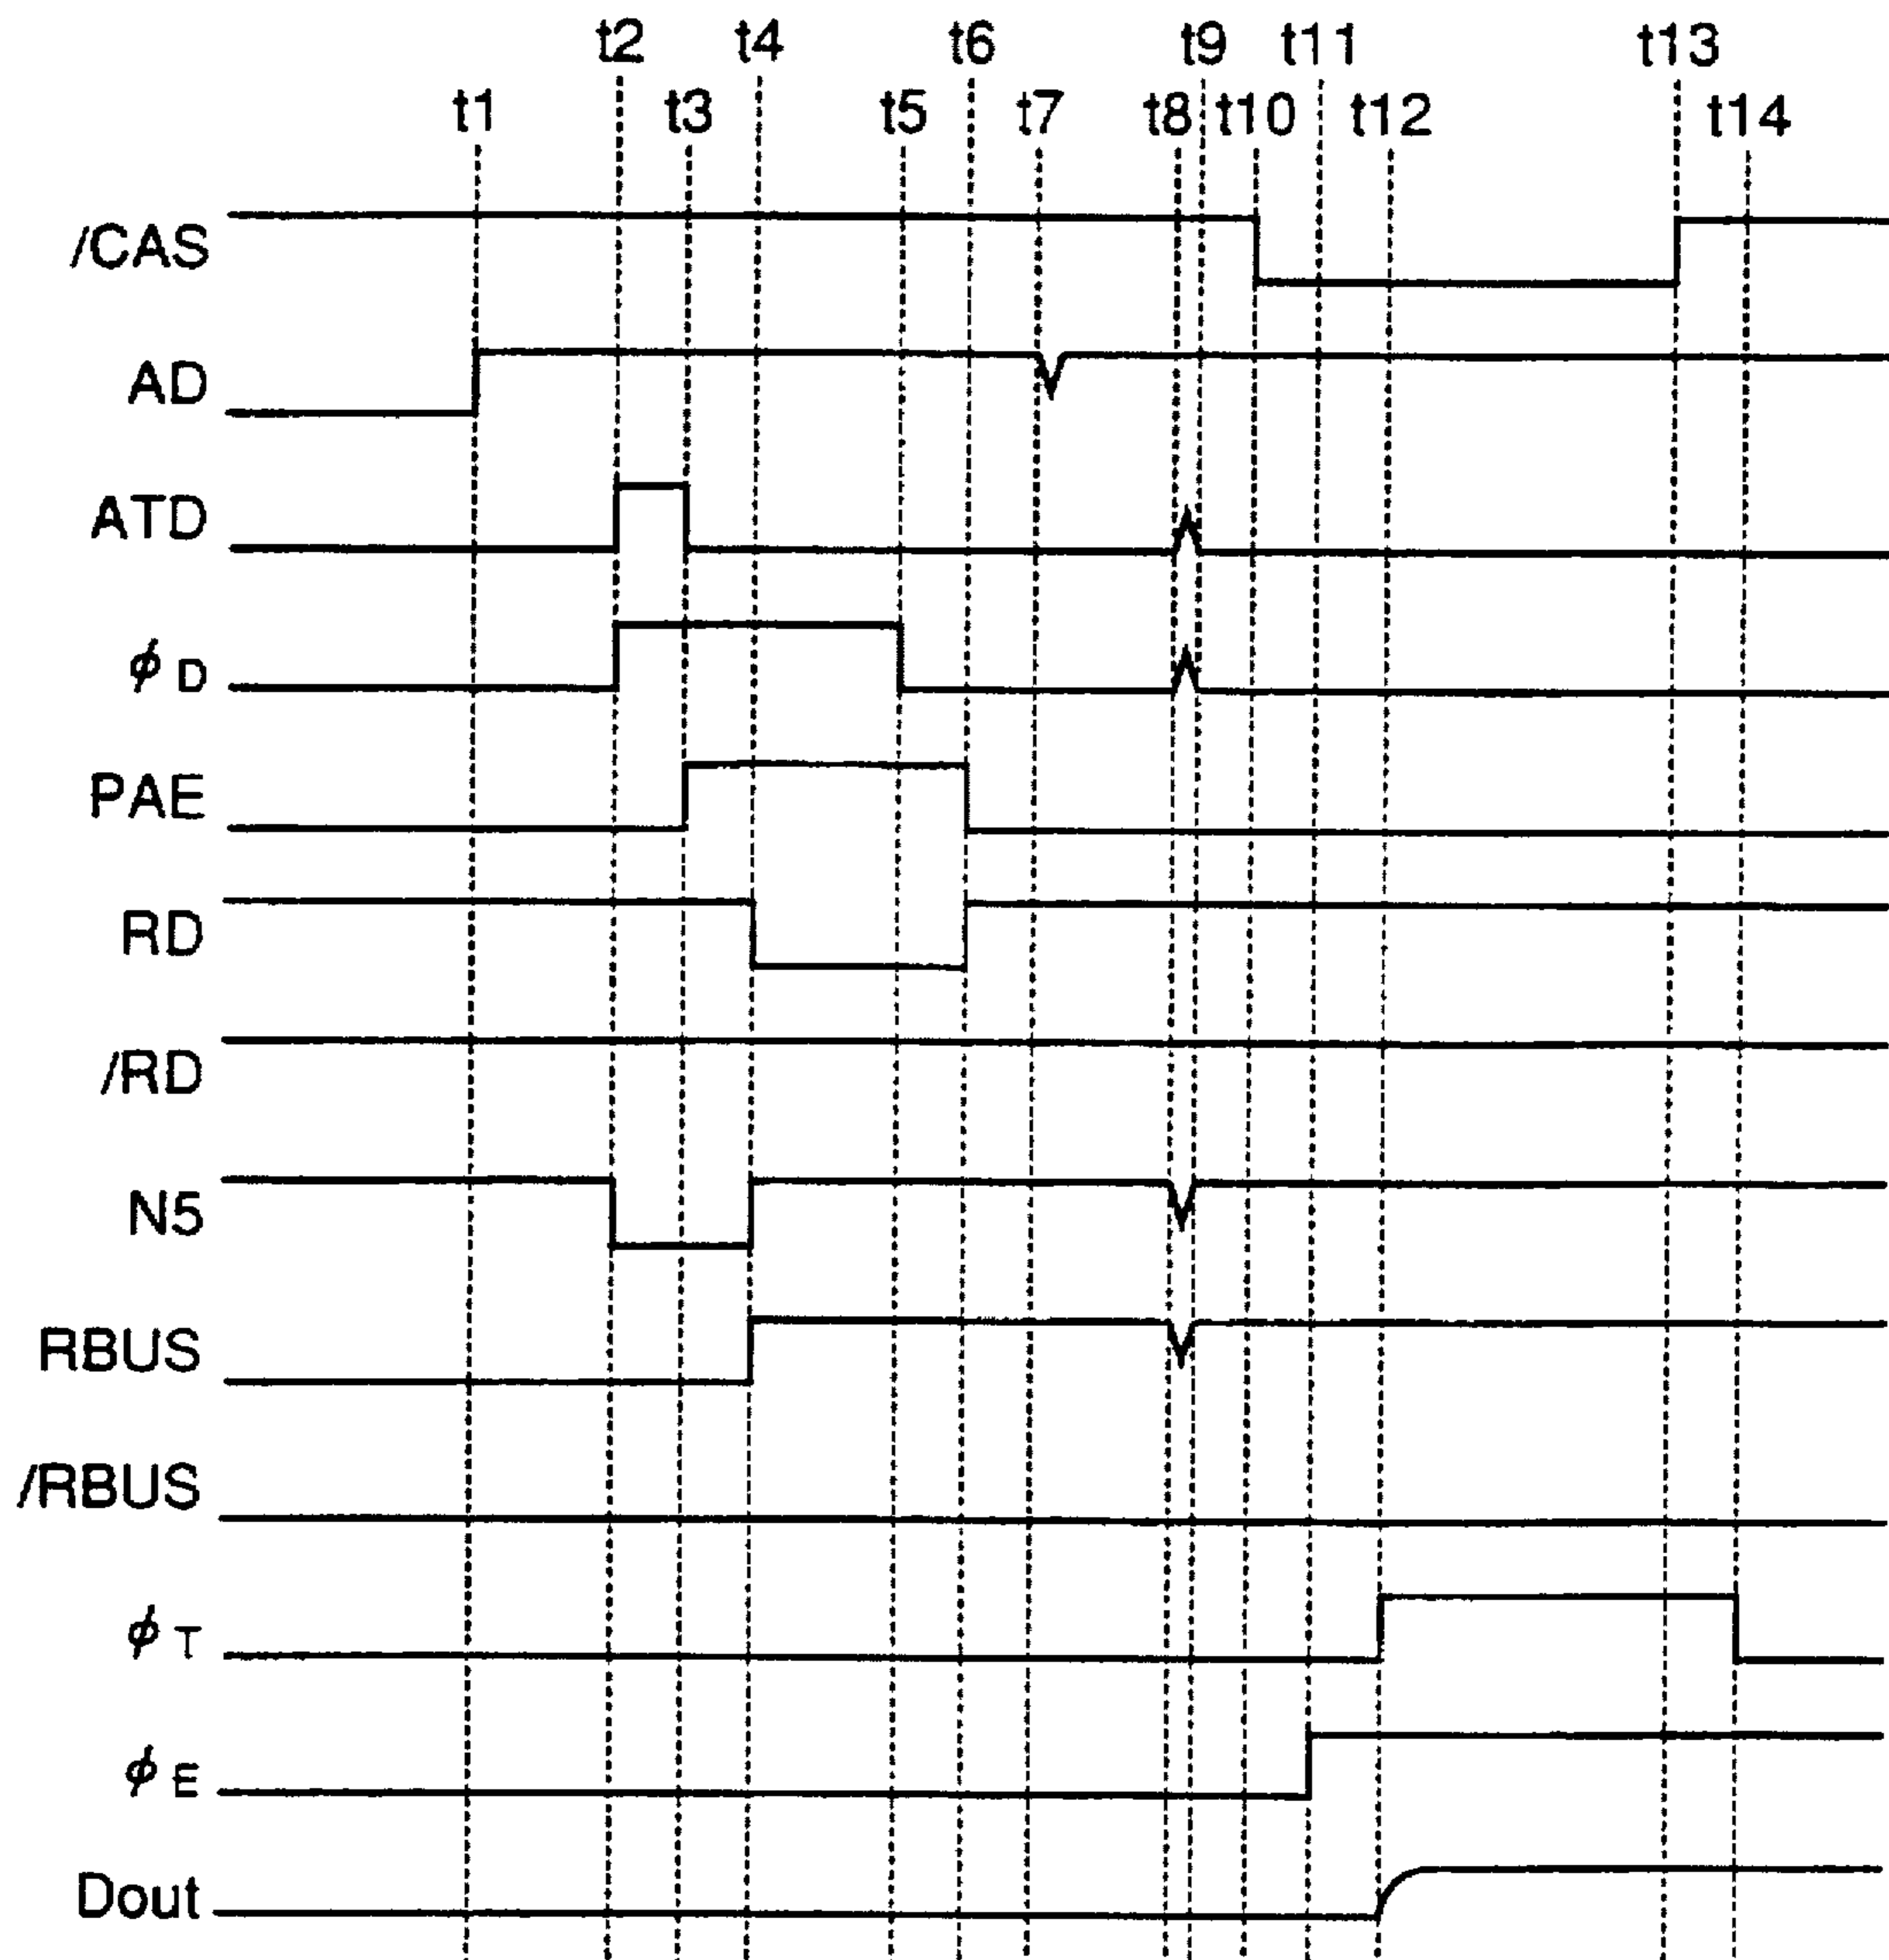 t2 t4 t6 t9 t11 t13
t1 t3 t5 t7 t8 t10 t12 t14
/CAS
AD
ATD
ϕ D
PAE
RD
/RD
N5
RBUS
/RBUS
ϕ T
ϕ E
Dout